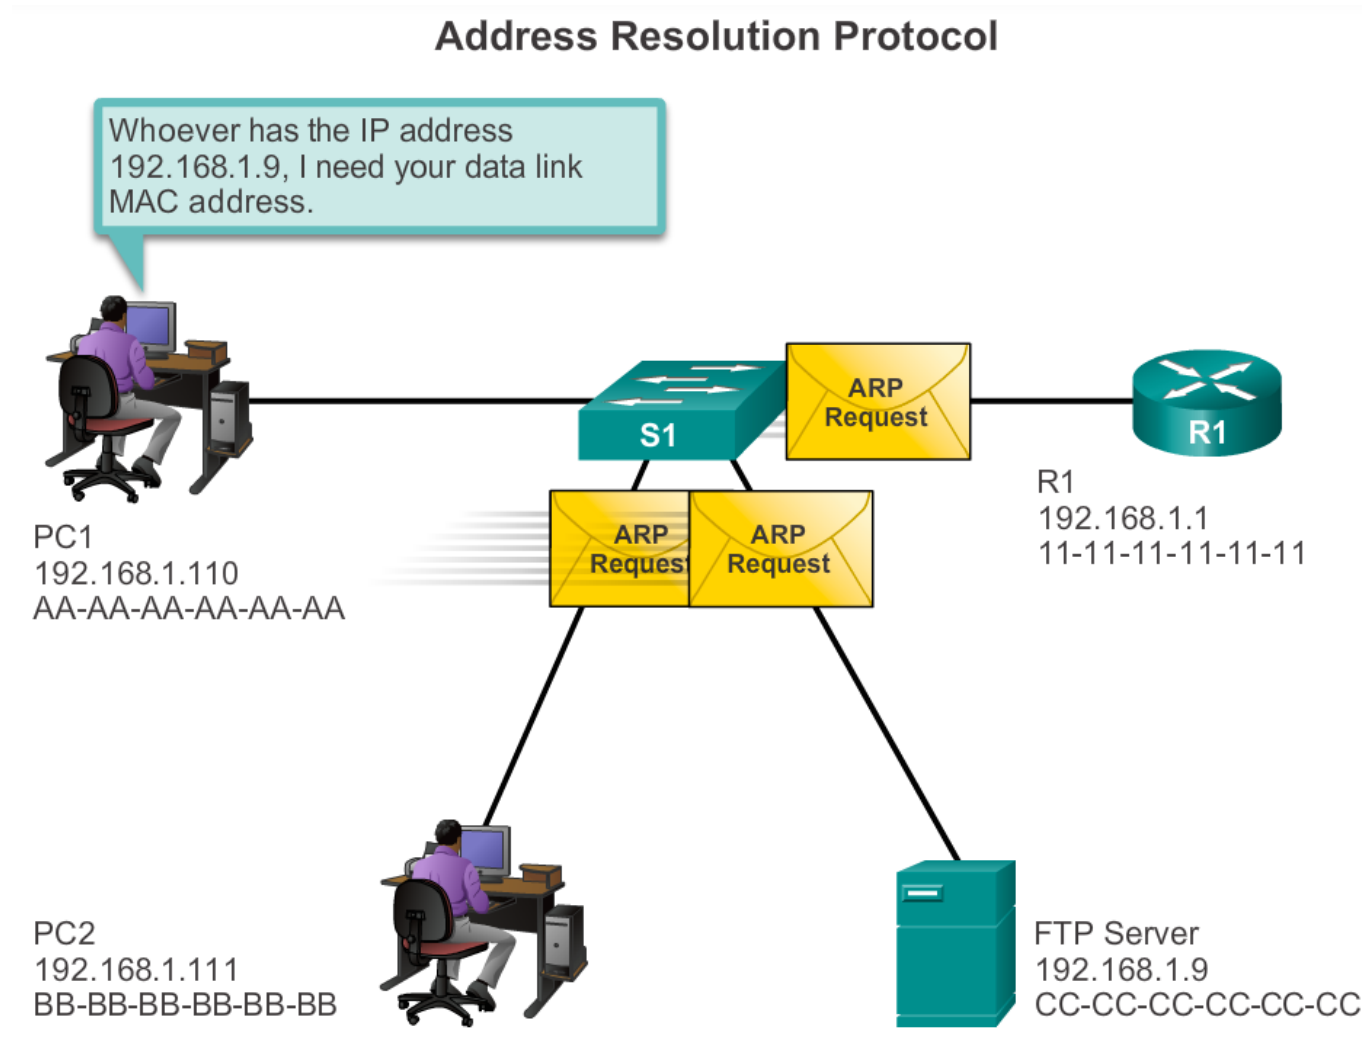 Address Resolution Protocol
Whoever has the IP address
192.168.1.9, I need your data link
MAC address.
ARP
Request
S1
R1
R1
192.168.1.1
11-11-11-11-11-11
ARP
Request
ARP
Request
PC1
192.168.1.110
AA-AA-AA-AA-AA-AA
PC2
192.168.1.111
BB-BB-BB-BB-BB-BB
FTP Server
192.168.1.9
CC-CC-CC-CC-CC-CC